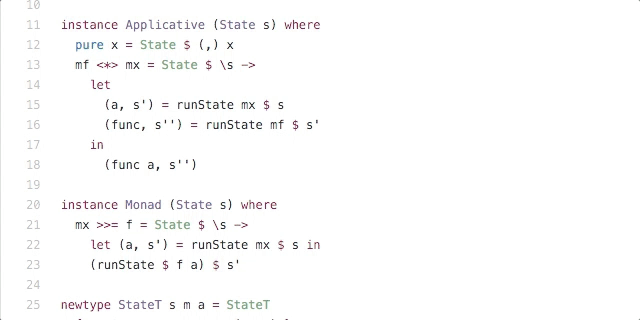 10
11 instance Applicative (State s) where
12   pure x = State $ (,) x
13   mf <*> mx = State $ \s ->
14     let
15       (a, s') = runState mx $ s
16       (func, s'') = runState mf $ s'
17     in
18       (func a, s'')
19
20 instance Monad (State s) where
21   mx >>= f = State $ \s ->
22     let (a, s') = runState mx $ s in
23     (runState $ f a) $ s'
24
25 newtype StateT s m a = StateT